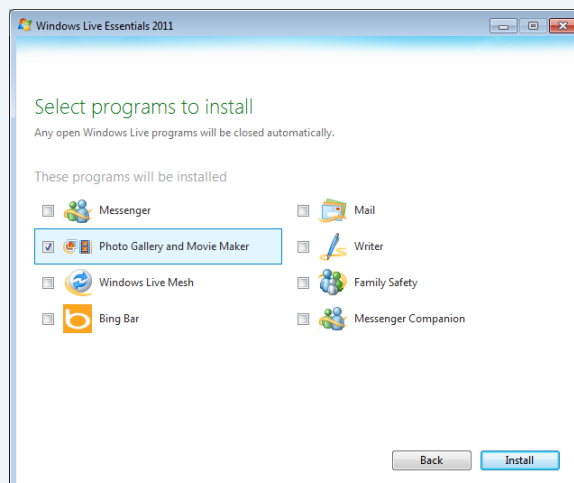 Windows Live Essentials 2011
Select programs to install
Any open Windows Live programs will be closed automatically.
These programs will be installed
Messenger
Mail
Photo Gallery and Movie Maker
Writer
Windows Live Mesh
Family Safety
Bing Bar
Messenger Companion
Back
Install